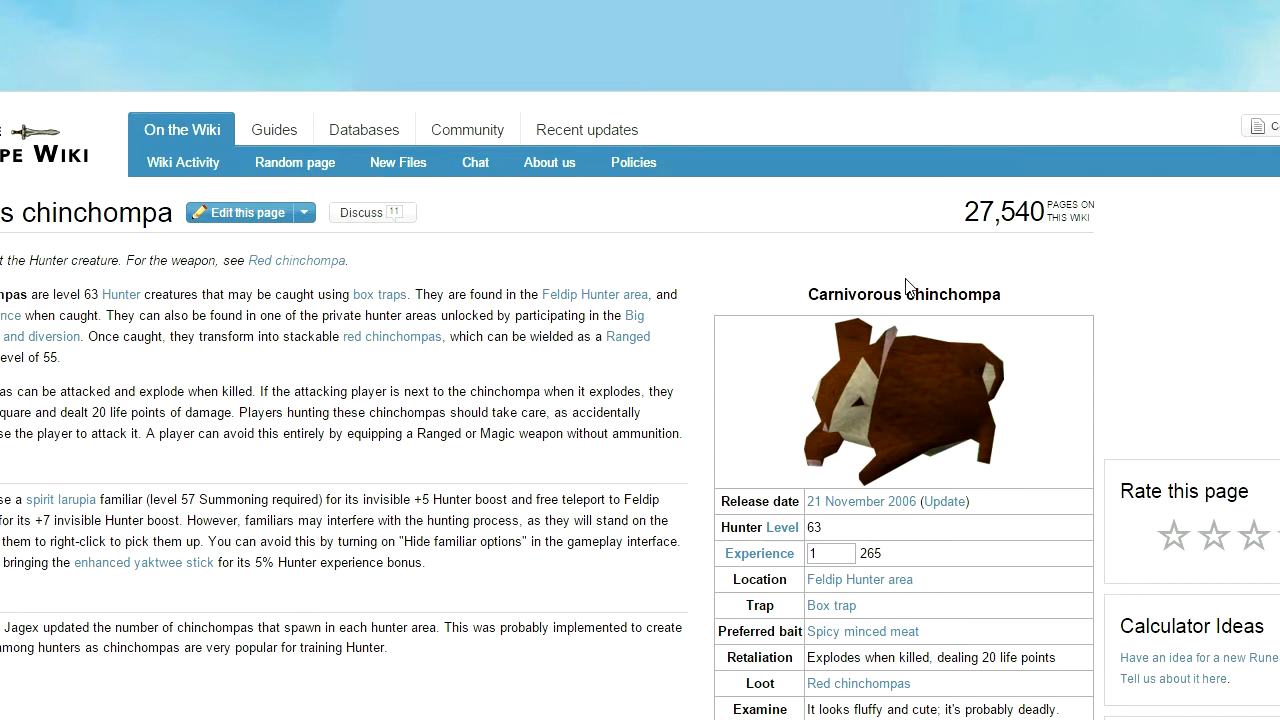 On the Wiki Guides Databases Community Recent updates
PE WIKI
Wiki Activity Random page New Files Chat About us Policies
s chinchompa Edit this page Discuss 11 27,540 PAGES ON THIS WIKI
t the Hunter creature. For the weapon, see Red chinchompa.
mpas are level 63 Hunter creatures that may be caught using box traps. They are found in the Feldip Hunter area, and
nce when caught. They can also be found in one of the private hunter areas unlocked by participating in the Big
and diversion. Once caught, they transform into stackable red chinchompas, which can be wielded as a Ranged
evel of 55.
as can be attacked and explode when killed. If the attacking player is next to the chinchompa when it explodes, they
quare and dealt 20 life points of damage. Players hunting these chinchompas should take care, as accidentally
se the player to attack it. A player can avoid this entirely by equipping a Ranged or Magic weapon without ammunition.
se a spirit larupia familiar (level 57 Summoning required) for its invisible +5 Hunter boost and free teleport to Feldip
for its +7 invisible Hunter boost. However, familiars may interfere with the hunting process, as they will stand on the
them to right-click to pick them up. You can avoid this by turning on "Hide familiar options" in the gameplay interface.
bringing the enhanced yaktwee stick for its 5% Hunter experience bonus.
Jagex updated the number of chinchompas that spawn in each hunter area. This was probably implemented to create
among hunters as chinchompas are very popular for training Hunter.
Carnivorous chinchompa
Release date 21 November 2006 (Update)
Hunter Level 63
Experience 1 265
Location Feldip Hunter area
Trap Box trap
Preferred bait Spicy minced meat
Retaliation Explodes when killed, dealing 20 life points
Loot Red chinchompas
Examine It looks fluffy and cute; it's probably deadly.
Rate this page
Calculator Ideas
Have an idea for a new Rune
Tell us about it here.